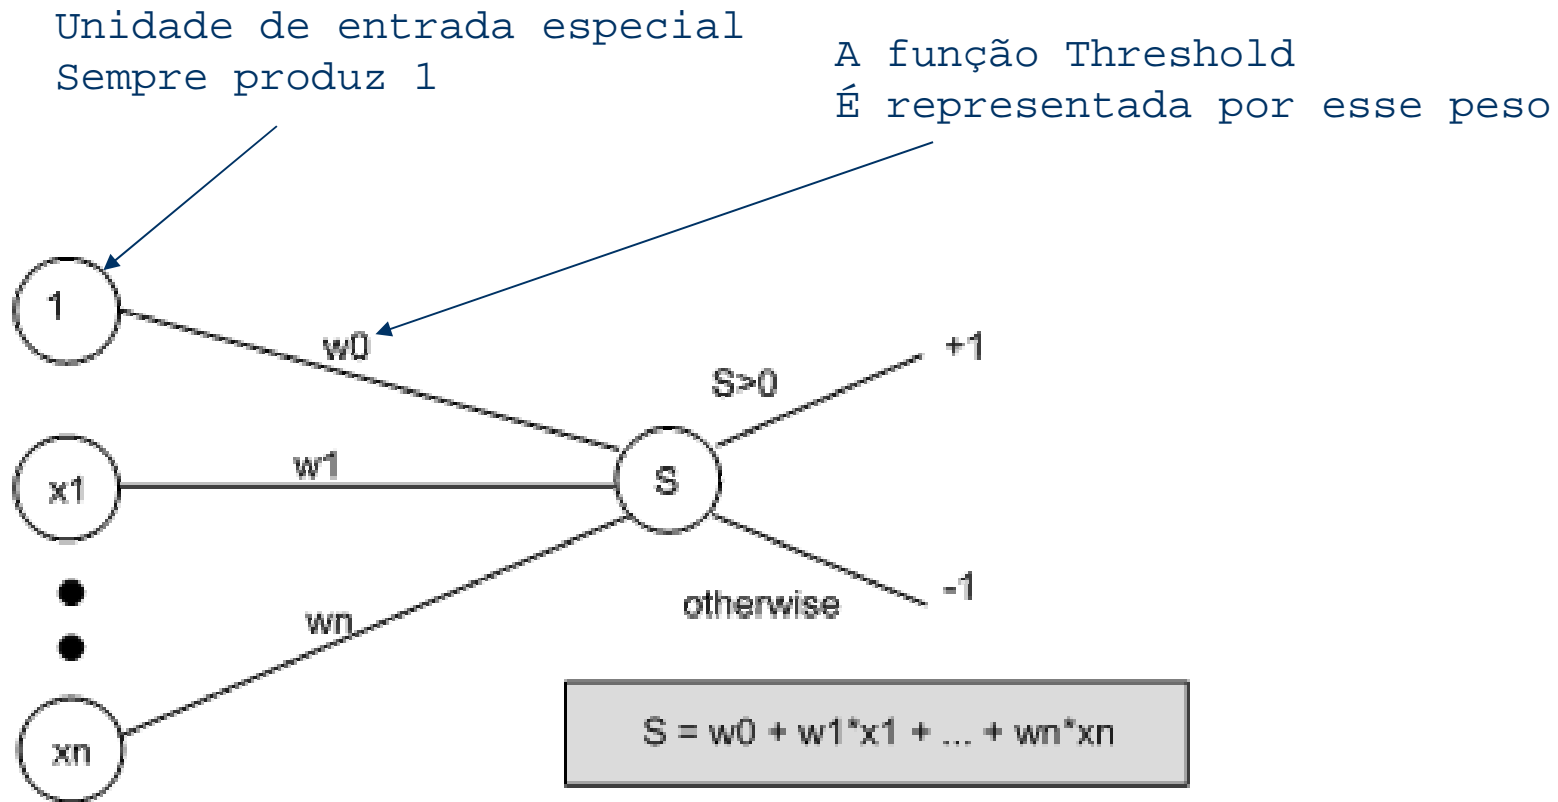 Unidade de entrada especial
Sempre produz 1
A função Threshold
É representada por esse peso
1
w0
+1
S>0
w1
x1
S
-1
otherwise
wn
xn
S = w0 + w1*x1 + ... + wn*xn